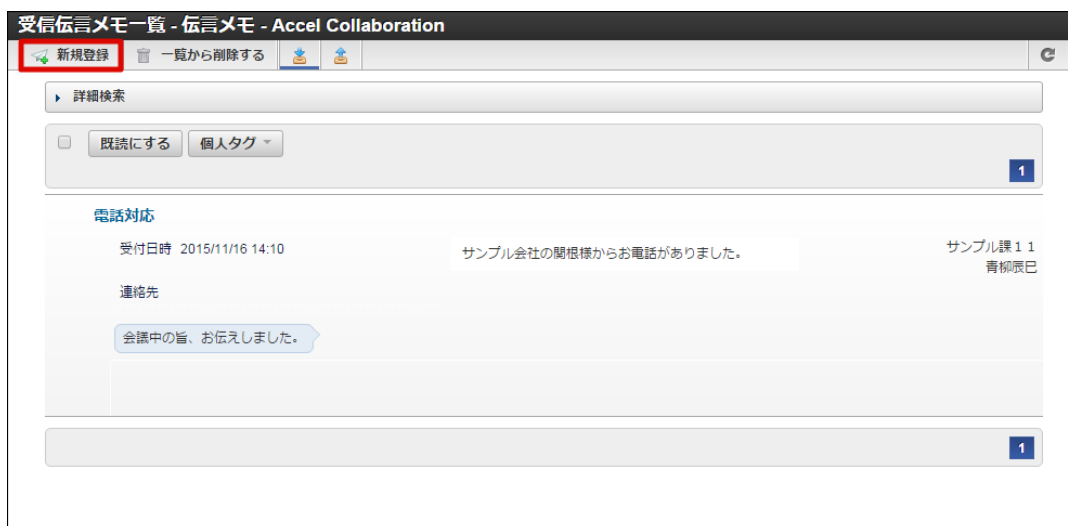 受信伝言メモ一覧 - 伝言メモ - Accel Collaboration
新規登録 一覧から削除する
詳細検索
既読にする 個人タグ
1
電話対応
受付日時 2015/11/16 14:10 サンプル会社の関根様からお電話がありました。 サンプル課11
青柳辰巳
連絡先
会議中の旨、お伝えしました。
1